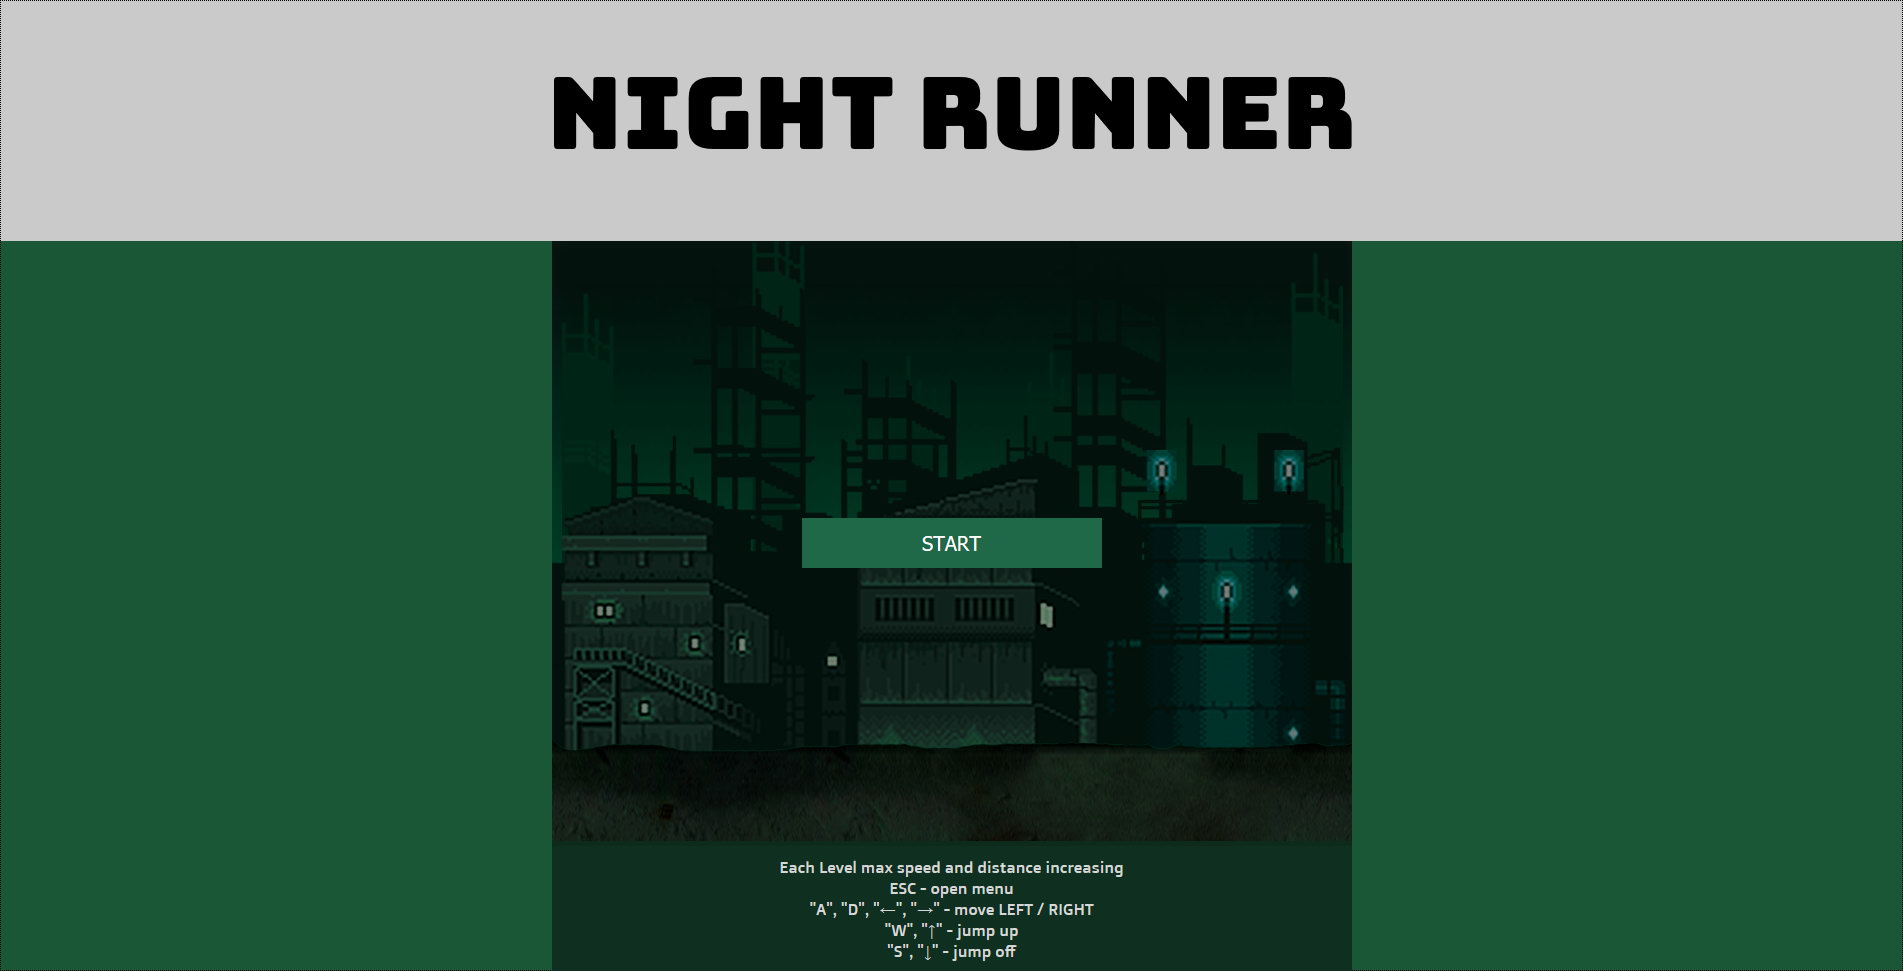 NIGHT RUNNER
START
Each Level max speed and distance increasing
ESC - open menu
"A", "D", "←", "→" - move LEFT / RIGHT
"W", "↑" - jump up
"S", "↓" - jump off